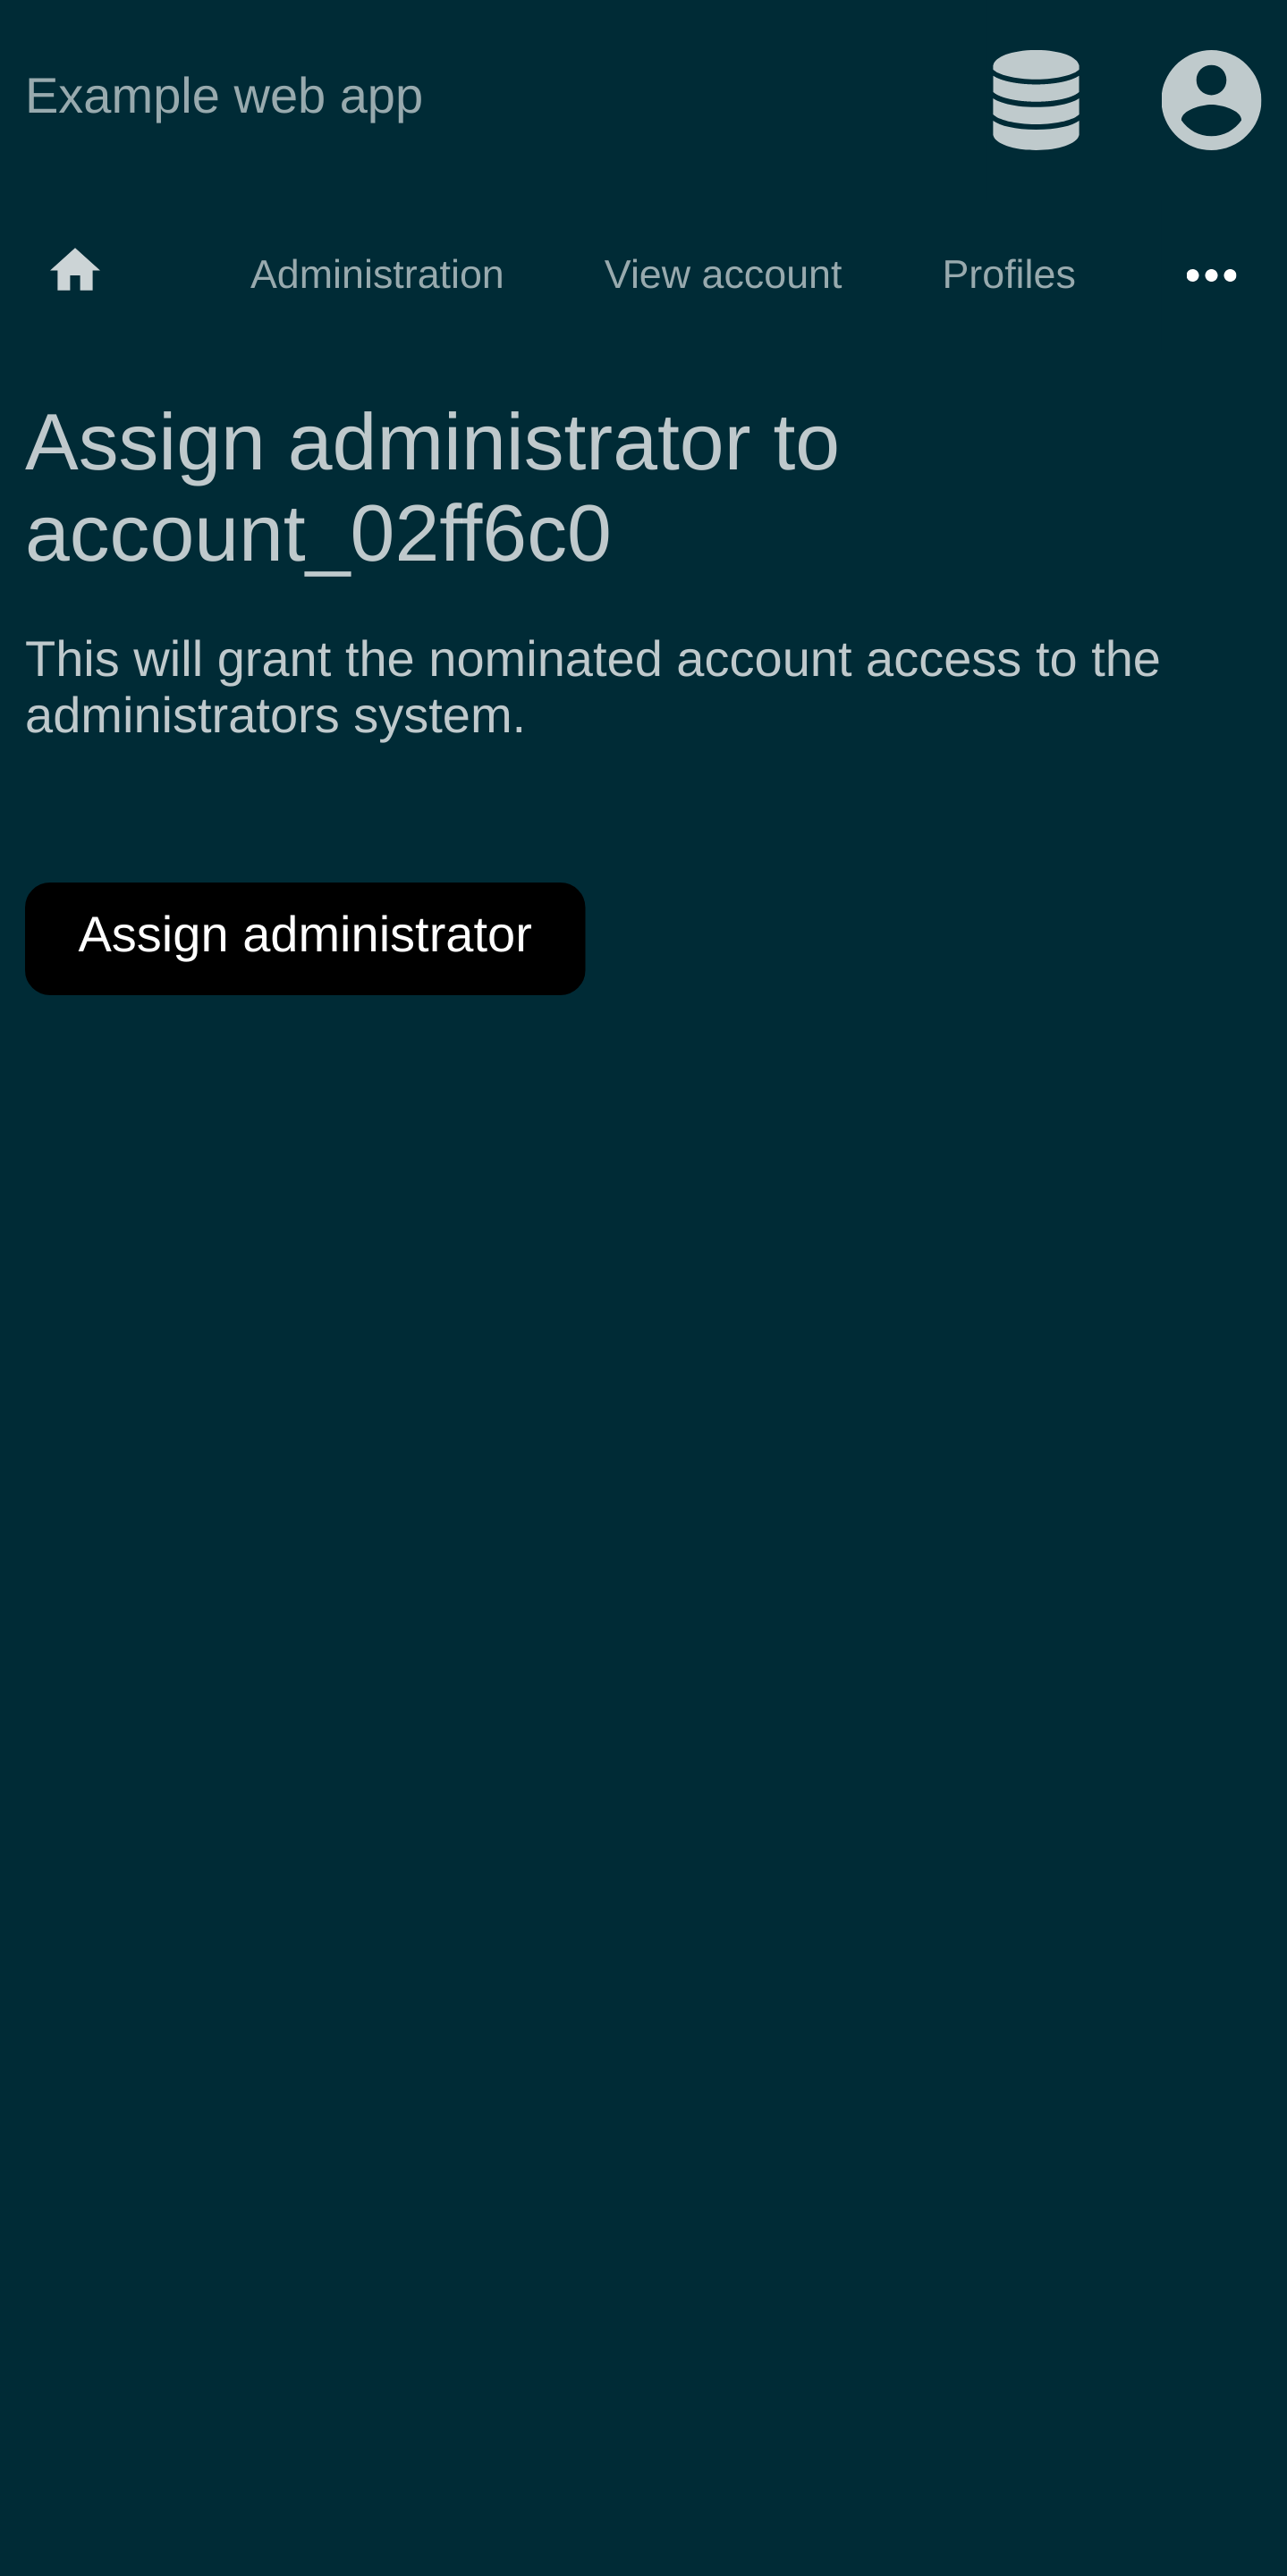 Example web app
Administration View account Profiles
Assign administrator to
account_02ff6c0
This will grant the nominated account access to the
administrators system.
Assign administrator